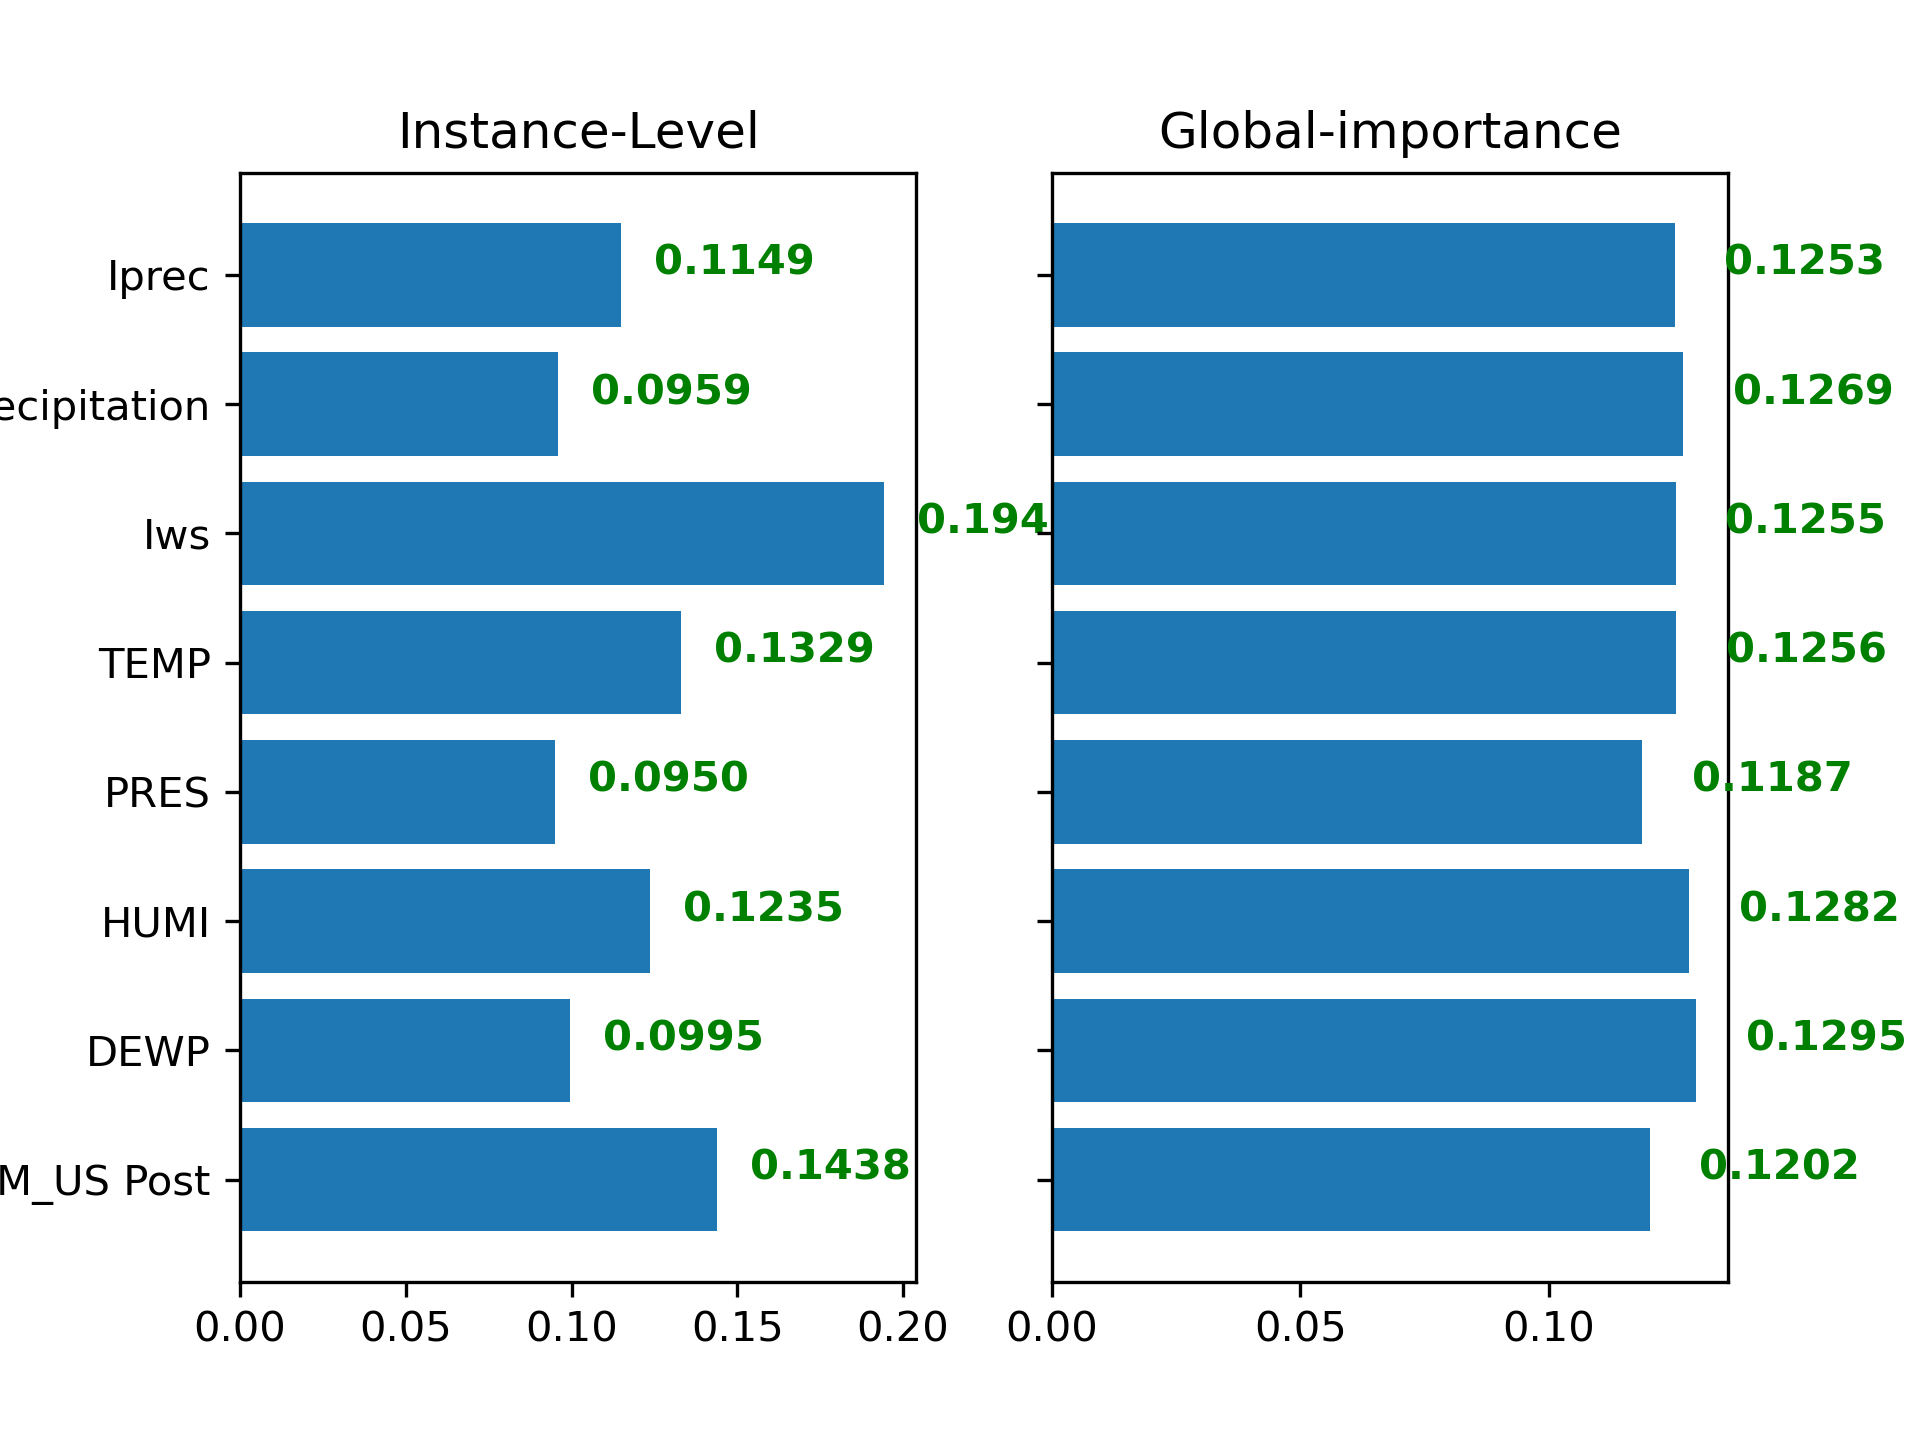 Instance-Level
Global-importance
Iprec 0.1149 0.1253
ecipitation 0.0959 0.1269
Iws 0.194 0.1255
TEMP 0.1329 0.1256
PRES 0.0950 0.1187
HUMI 0.1235 0.1282
DEWP 0.0995 0.1295
M_US Post 0.1438 0.1202
0.00 0.05 0.10 0.15 0.20
0.00 0.05 0.10